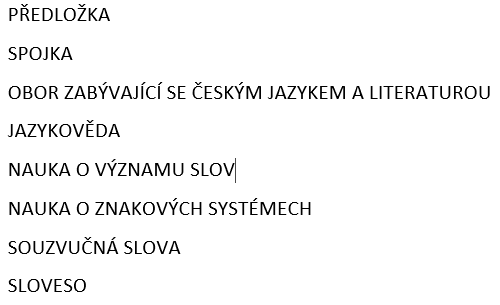 PŘEDLOŽKA
SPOJKA
OBOR ZABÝVAJÍCÍ SE ČESKÝM JAZYKEM A LITERATUROU
JAZYKOVĚDA
NAUKA O VÝZNAMU SLOV
NAUKA O ZNAKOVÝCH SYSTÉMECH
SOUZVUČNÁ SLOVA
SLOVESO